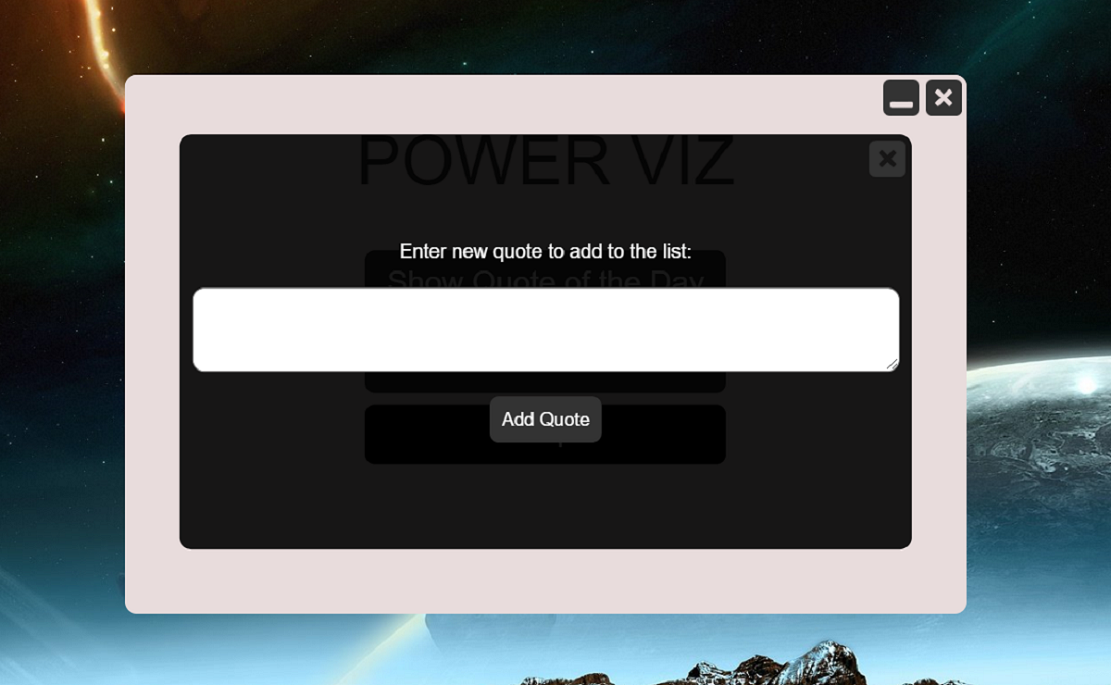 POWER VIZ
Enter new quote to add to the list:
Show Quote of the Day
Add Quote